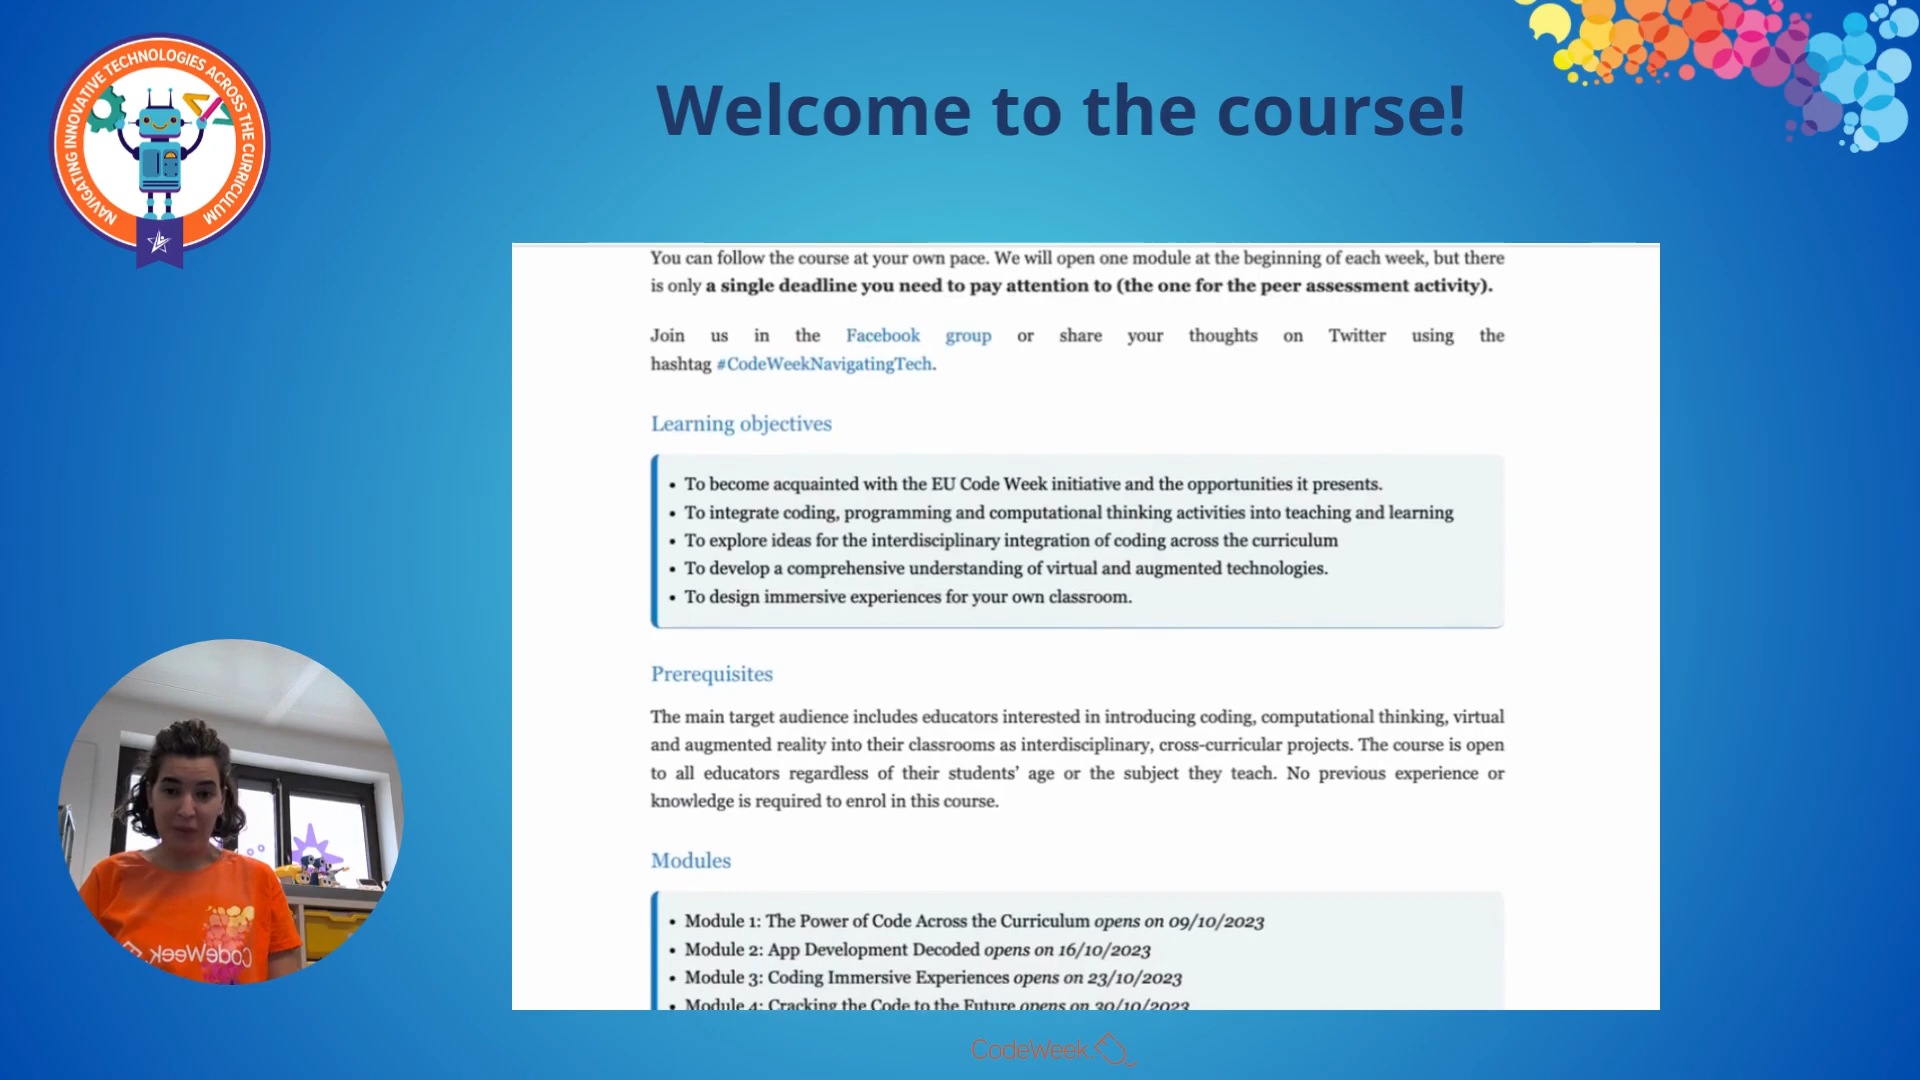 NAVIGATING INNOVATIVE TECHNOLOGIES ACROSS THE CURRICULUM
Welcome to the course!
You can follow the course at your own pace. We will open one module at the beginning of each week, but there
is only a single deadline you need to pay attention to (the one for the peer assessment activity).
Join us in the Facebook group or share your thoughts on Twitter using the
hashtag #CodeWeekNavigatingTech.
Learning objectives
• To become acquainted with the EU Code Week initiative and the opportunities it presents.
• To integrate coding, programming and computational thinking activities into teaching and learning
• To explore ideas for the interdisciplinary integration of coding across the curriculum
• To develop a comprehensive understanding of virtual and augmented technologies.
• To design immersive experiences for your own classroom.
Prerequisites
The main target audience includes educators interested in introducing coding, computational thinking, virtual
and augmented reality into their classrooms as interdisciplinary, cross-curricular projects. The course is open
to all educators regardless of their students’ age or the subject they teach. No previous experience or
knowledge is required to enrol in this course.
Modules
• Module 1: The Power of Code Across the Curriculum opens on 09/10/2023
• Module 2: App Development Decoded opens on 16/10/2023
• Module 3: Coding Immersive Experiences opens on 23/10/2023
• Module 4: Cracking the Code to the Future opens on 30/10/2023
CodeWeek
CodeWeek